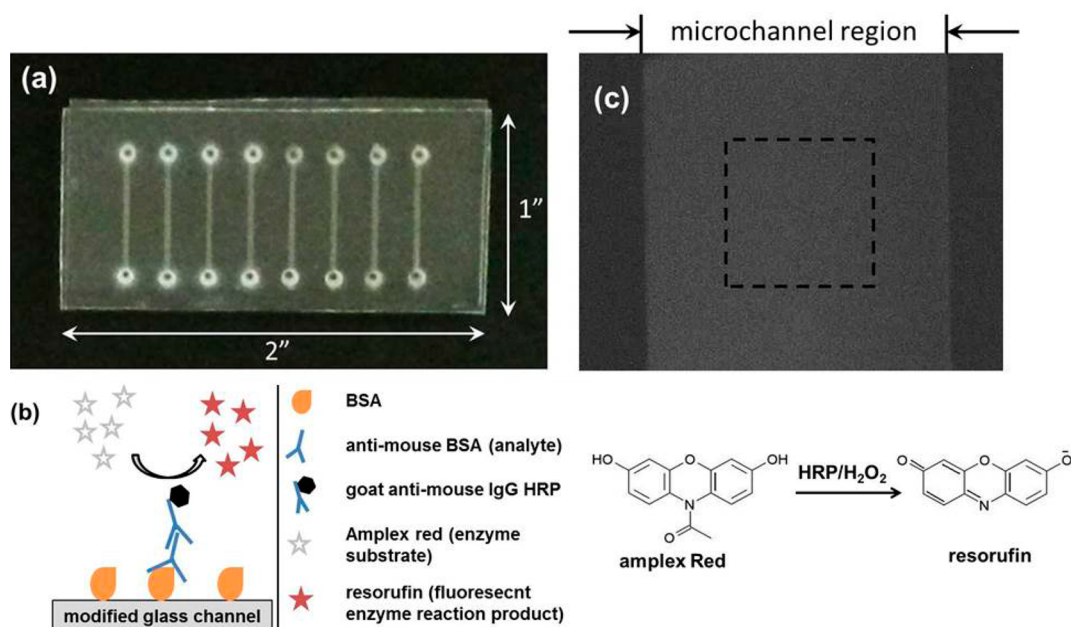 microchannel region
(a)
1”
2”
(c)
(b)
BSA
anti-mouse BSA (analyte)
goat anti-mouse IgG HRP
Amplex red (enzyme
substrate)
resorufin (fluoresecnt
enzyme reaction product)
modified glass channel
HO
O
OH
N
O
amplex Red
HRP/H₂O₂
O
O
O⁻
N
resorufin